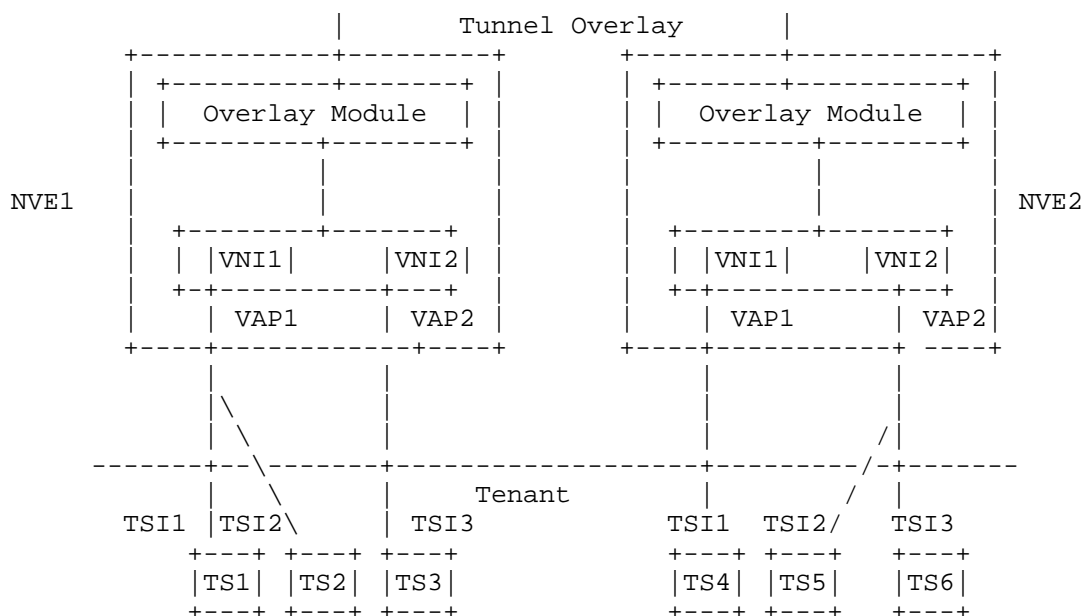 Tunnel Overlay
Overlay Module Overlay Module
NVE1 NVE2
VNI1 VNI2 VNI1 VNI2
VAP1 VAP2 VAP1 VAP2
Tenant
TSI1 TSI2 TSI3 TSI1 TSI2 TSI3
TS1 TS2 TS3 TS4 TS5 TS6